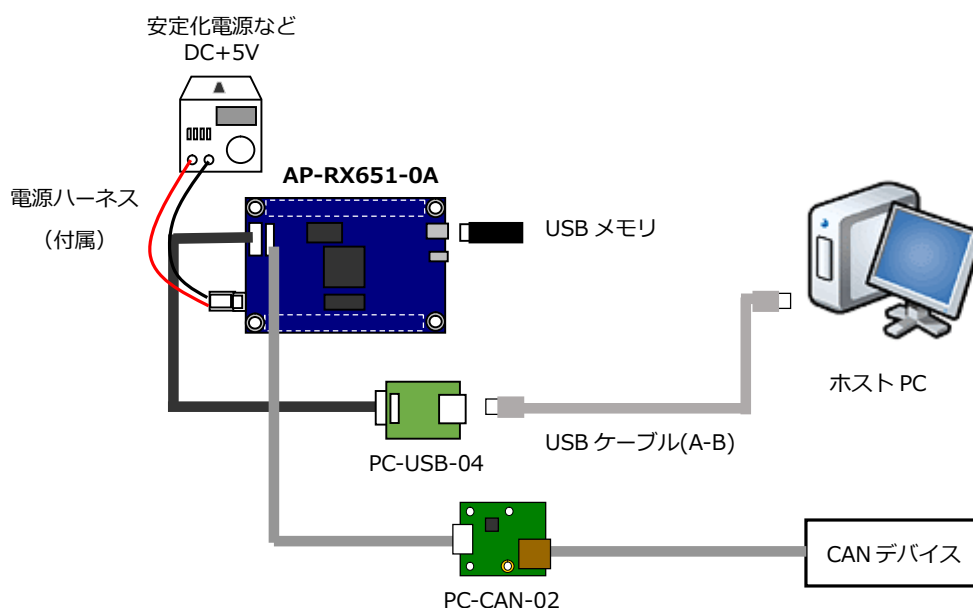 安定化電源など
DC+5V
AP-RX651-0A
電源ハーネス
（付属）
USB メモリ
ホスト PC
USB ケーブル(A-B)
PC-USB-04
CAN デバイス
PC-CAN-02